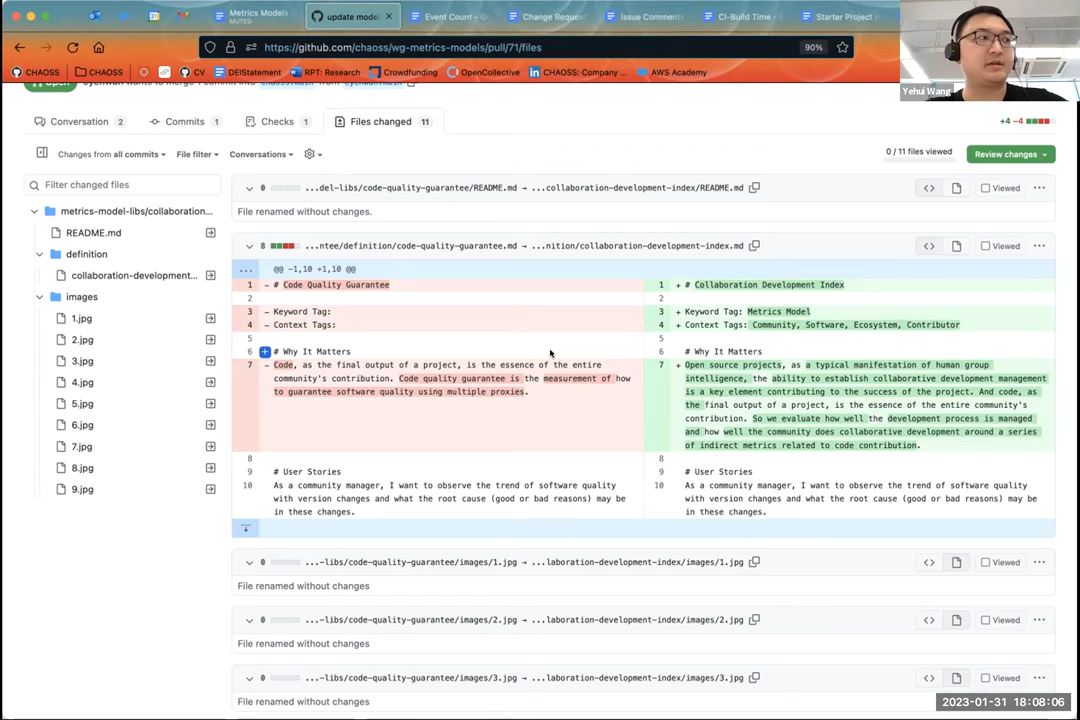 Metrics Models
MUTED
update model
Event Count - G
Change Reques
Issue Comments
CI-Build Time -
Starter Project
https://github.com/chaoss/wg-metrics-models/pull/71/files
90%
CHAOSS
CHAOSS
CV
DEIStatement
RPT: Research
Crowdfunding
OpenCollective
CHAOSS: Company ...
AWS Academy
Yehui Wang
Open
Conversation 2
Commits 1
Checks 1
Files changed 11
+4 −4
Changes from all commits
File filter
Conversations
0 / 11 files viewed
Review changes
Filter changed files
metrics-model-libs/collaboration...
README.md
definition
collaboration-development...
images
1.jpg
2.jpg
3.jpg
4.jpg
5.jpg
6.jpg
7.jpg
8.jpg
9.jpg
0 ...del-libs/code-quality-guarantee/README.md → ...collaboration-development-index/README.md
Viewed
File renamed without changes.
8 ...ntee/definition/code-quality-guarantee.md → ...nition/collaboration-development-index.md
Viewed
... @@ -1,10 +1,10 @@
1 − # Code Quality Guarantee
2
3 − Keyword Tag:
4 − Context Tags:
5
6 # Why It Matters
7 − Code, as the final output of a project, is the essence of the entire
community's contribution. Code quality guarantee is the measurement of how
to guarantee software quality using multiple proxies.
8
9 # User Stories
10 As a community manager, I want to observe the trend of software quality
with version changes and what the root cause (good or bad reasons) may be
in these changes.
1 + # Collaboration Development Index
2
3 + Keyword Tag: Metrics Model
4 + Context Tags: Community, Software, Ecosystem, Contributor
5
6 # Why It Matters
7 + Open source projects, as a typical manifestation of human group
intelligence, the ability to establish collaborative development management
is a key element contributing to the success of the project. And code, as
the final output of a project, is the essence of the entire community's
contribution. So we evaluate how well the development process is managed
and how well the community does collaborative development around a series
of indirect metrics related to code contribution.
8
9 # User Stories
10 As a community manager, I want to observe the trend of software quality
with version changes and what the root cause (good or bad reasons) may be
in these changes.
0 ...-libs/code-quality-guarantee/images/1.jpg → ...laboration-development-index/images/1.jpg
Viewed
File renamed without changes
0 ...-libs/code-quality-guarantee/images/2.jpg → ...laboration-development-index/images/2.jpg
Viewed
File renamed without changes
0 ...-libs/code-quality-guarantee/images/3.jpg → ...laboration-development-index/images/3.jpg
Viewed
File renamed without changes
2023-01-31 18:08:06